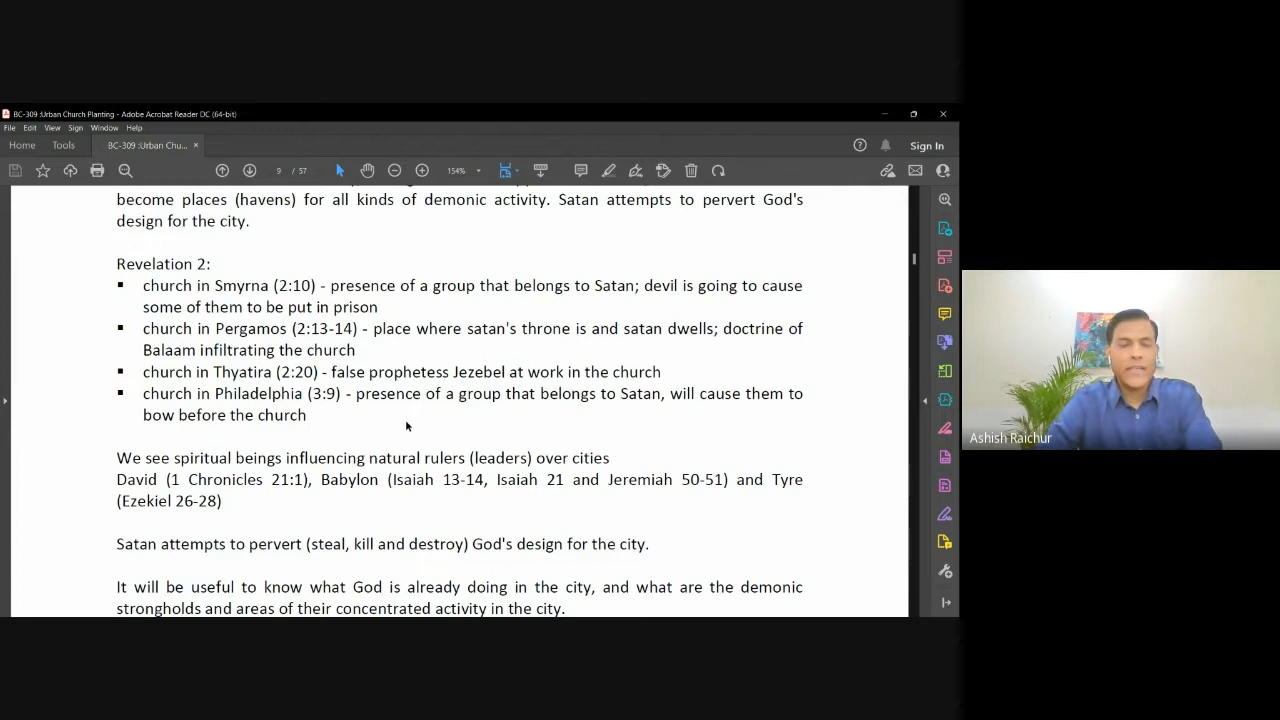 BC-309 :Urban Church Planting - Adobe Acrobat Reader DC (64-bit)
File Edit View Sign Window Help
Home Tools BC-309 :Urban Chu... ×
Sign In
9 / 57
154%
become places (havens) for all kinds of demonic activity. Satan attempts to pervert God's
design for the city.
Revelation 2:
▪ church in Smyrna (2:10) - presence of a group that belongs to Satan; devil is going to cause
some of them to be put in prison
▪ church in Pergamos (2:13-14) - place where satan's throne is and satan dwells; doctrine of
Balaam infiltrating the church
▪ church in Thyatira (2:20) - false prophetess Jezebel at work in the church
▪ church in Philadelphia (3:9) - presence of a group that belongs to Satan, will cause them to
bow before the church
We see spiritual beings influencing natural rulers (leaders) over cities
David (1 Chronicles 21:1), Babylon (Isaiah 13-14, Isaiah 21 and Jeremiah 50-51) and Tyre
(Ezekiel 26-28)
Satan attempts to pervert (steal, kill and destroy) God's design for the city.
It will be useful to know what God is already doing in the city, and what are the demonic
strongholds and areas of their concentrated activity in the city.
Ashish Raichur